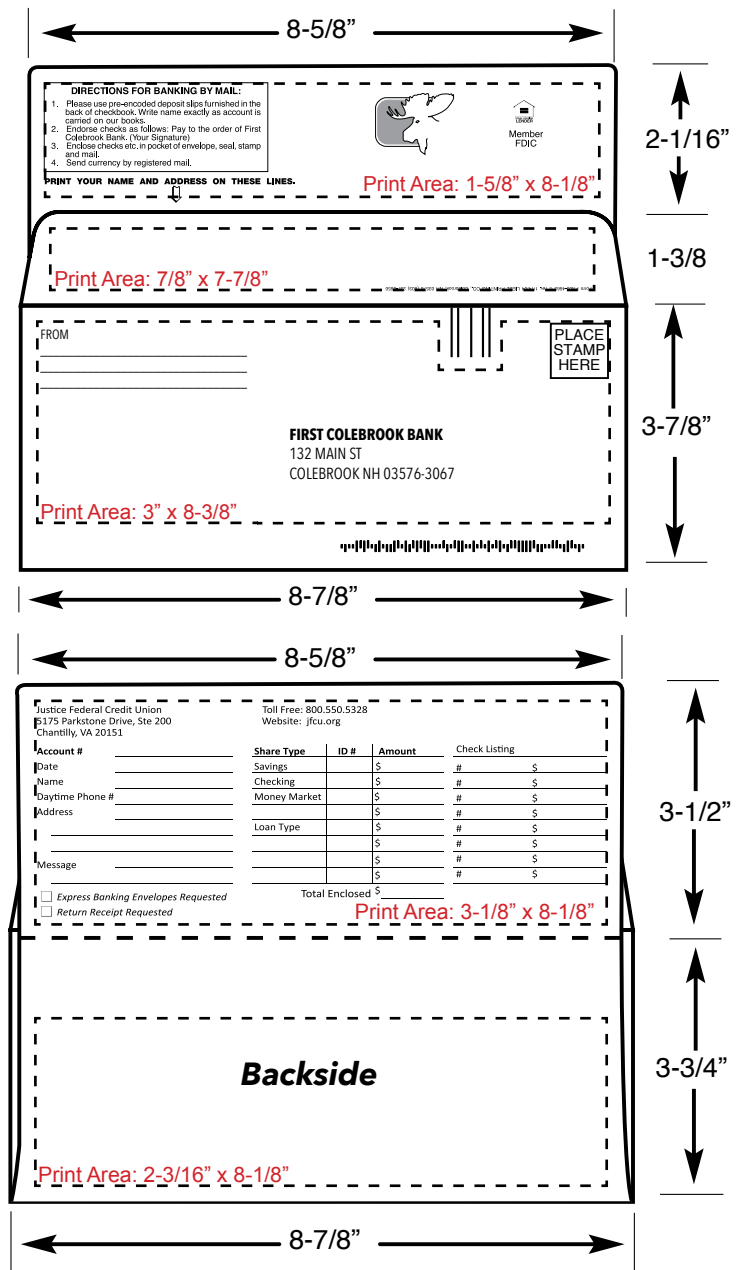 8-5/8”
DIRECTIONS FOR BANKING BY MAIL:
1. Please use pre-encoded deposit slips furnished in the
back of checkbook. Write name exactly as account is
carried on our books.
2. Endorse checks as follows: Pay to the order of First
Colebrook Bank. (Your Signature)
3. Enclose checks etc. in pocket of envelope, seal, stamp
and mail.
4. Send currency by registered mail.
PRINT YOUR NAME AND ADDRESS ON THESE LINES.
LENDER
Member
FDIC
Print Area: 1-5/8” x 8-1/8”
2-1/16”
Print Area: 7/8” x 7-7/8”
1-3/8
FROM
PLACE
STAMP
HERE
FIRST COLEBROOK BANK
132 MAIN ST
COLEBROOK NH 03576-3067
Print Area: 3” x 8-3/8”
3-7/8”
8-7/8”
8-5/8”
Justice Federal Credit Union
5175 Parkstone Drive, Ste 200
Chantilly, VA 20151
Toll Free: 800.550.5328
Website: jfcu.org
Account # Share Type ID # Amount Check Listing
Date Savings $ # $
Name Checking $ # $
Daytime Phone # Money Market $ # $
Address $ # $
Loan Type $ # $
$ # $
Message $ # $
$ # $
Total Enclosed $
Express Banking Envelopes Requested
Return Receipt Requested
Print Area: 3-1/8” x 8-1/8”
3-1/2”
Backside
Print Area: 2-3/16” x 8-1/8”
3-3/4”
8-7/8”